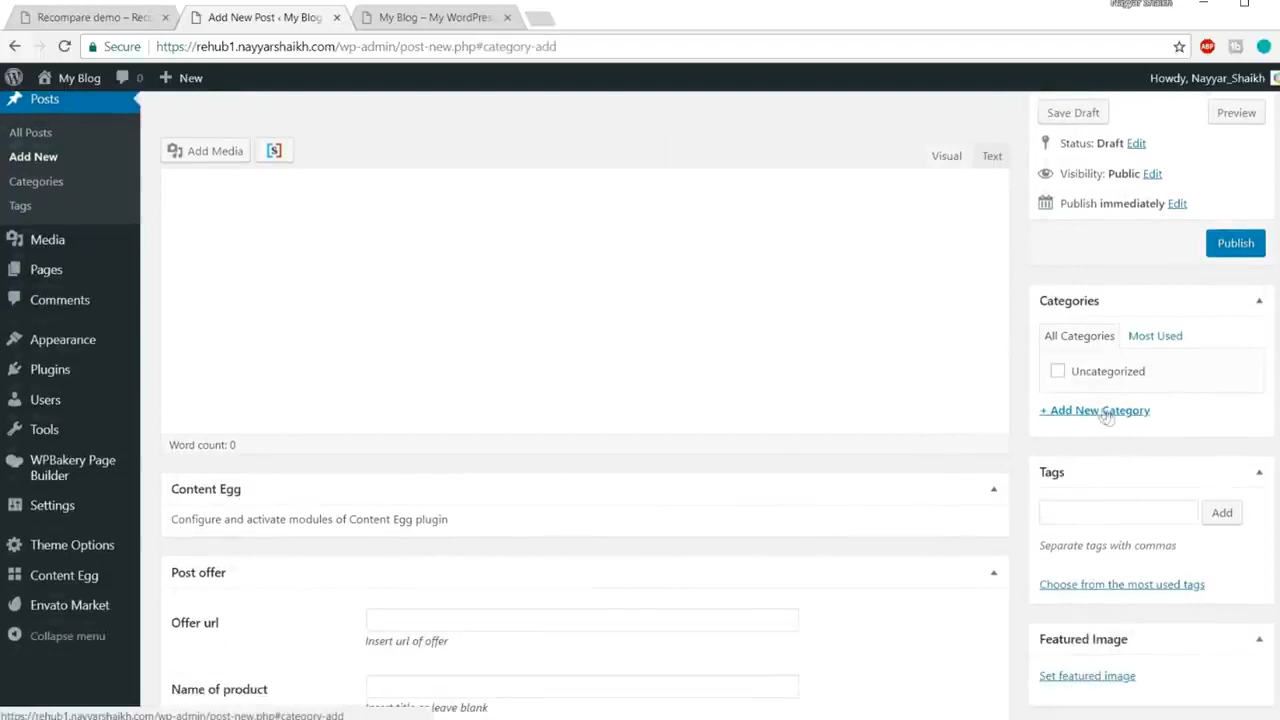 Nayyar Shaikh
Recompare demo – Rec
Add New Post ‹ My Blog
My Blog – My WordPres
Secure
https://rehub1.nayyarshaikh.com/wp-admin/post-new.php#category-add
ABP
My Blog
0
New
Howdy, Nayyar_Shaikh
Posts
All Posts
Add New
Categories
Tags
Media
Pages
Comments
Appearance
Plugins
Users
Tools
WPBakery Page
Builder
Settings
Theme Options
Content Egg
Envato Market
Collapse menu
Add Media
[S]
Visual
Text
Word count: 0
Content Egg
Configure and activate modules of Content Egg plugin
Post offer
Offer url
Insert url of offer
Name of product
Insert title or leave blank
Save Draft
Preview
Status: Draft Edit
Visibility: Public Edit
Publish immediately Edit
Publish
Categories
All Categories
Most Used
Uncategorized
+ Add New Category
Tags
Add
Separate tags with commas
Choose from the most used tags
Featured Image
Set featured image
https://rehub1.nayyarshaikh.com/wp-admin/post-new.php#category-add